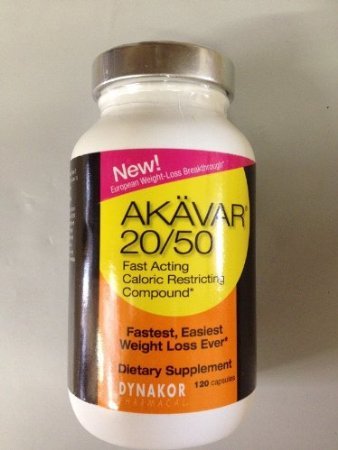 New!
European Weight-Loss Breakthrough*
AKÄVAR®
20/50
Fast Acting
Caloric Restricting
Compound*
Fastest, Easiest
Weight Loss Ever*
Dietary Supplement
DYNAKOR 120 capsules